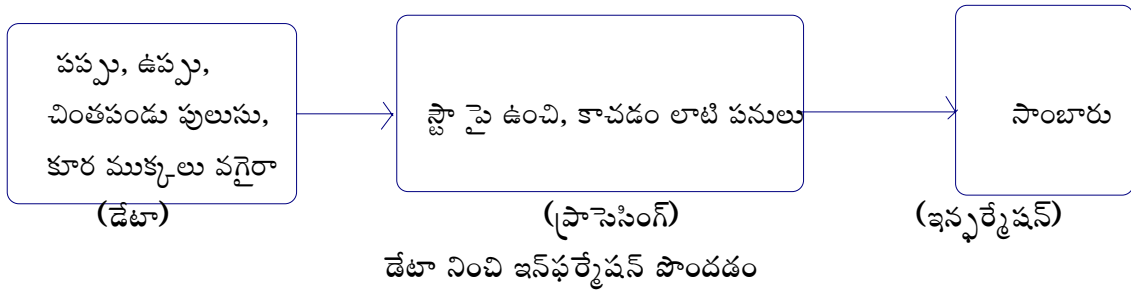 పప్పు, ఉప్పు,
చింతపండు పులుసు,
కూర ముక్కలు వగైరా
(డేటా)
స్టౌ పై ఉంచి, కాచడం లాటి పనులు
(ప్రాసెసింగ్)
సాంబారు
(ఇన్ఫర్మేషన్)
డేటా నించి ఇన్‌ఫర్మేషన్ పొందడం